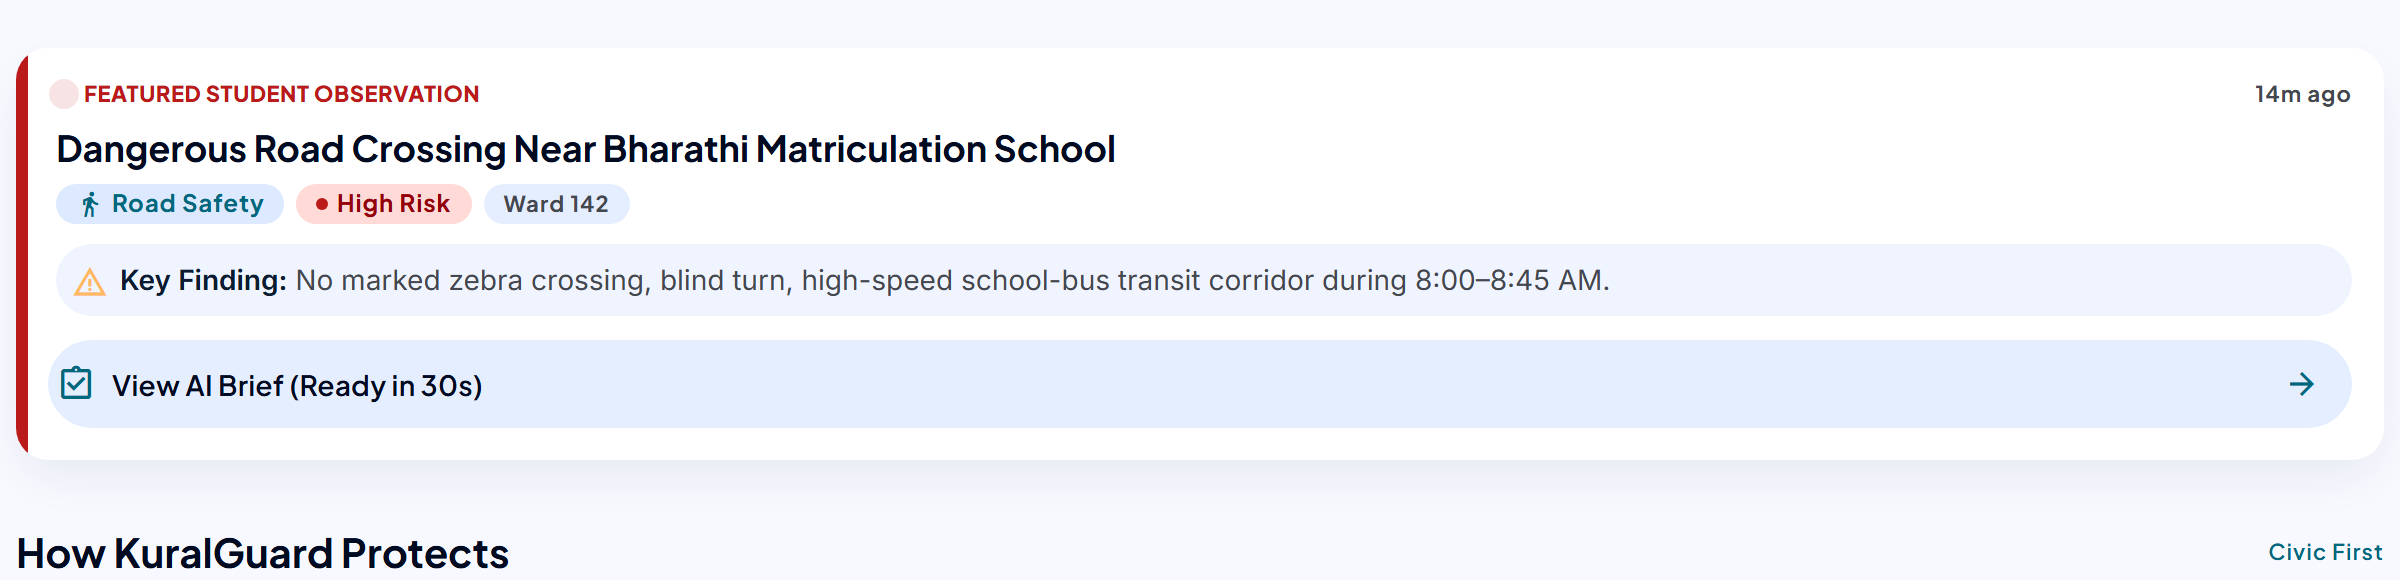 FEATURED STUDENT OBSERVATION 14m ago
Dangerous Road Crossing Near Bharathi Matriculation School
Road Safety High Risk Ward 142
Key Finding: No marked zebra crossing, blind turn, high-speed school-bus transit corridor during 8:00–8:45 AM.
View AI Brief (Ready in 30s)
How KuralGuard Protects Civic First